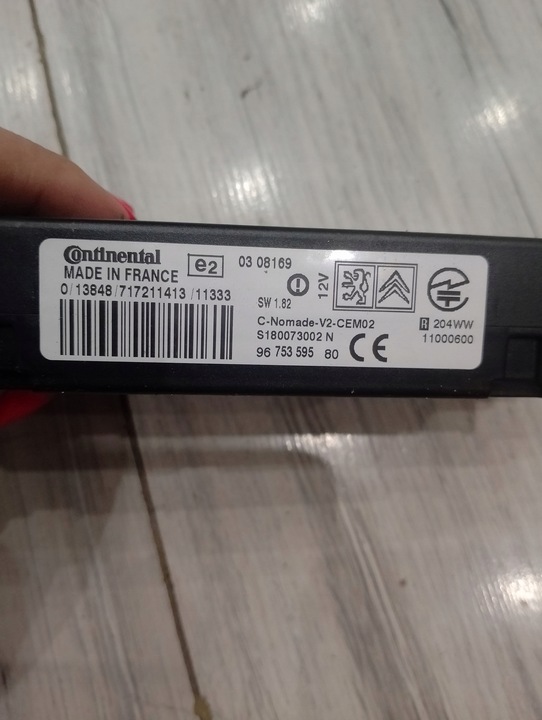 Continental
MADE IN FRANCE
e2
03 08169
0/13848/717211413/11333
SW 1.82
12V
C-Nomade-V2-CEM02
S180073002 N
96 753 595 80 CE
R 204WW
11000600